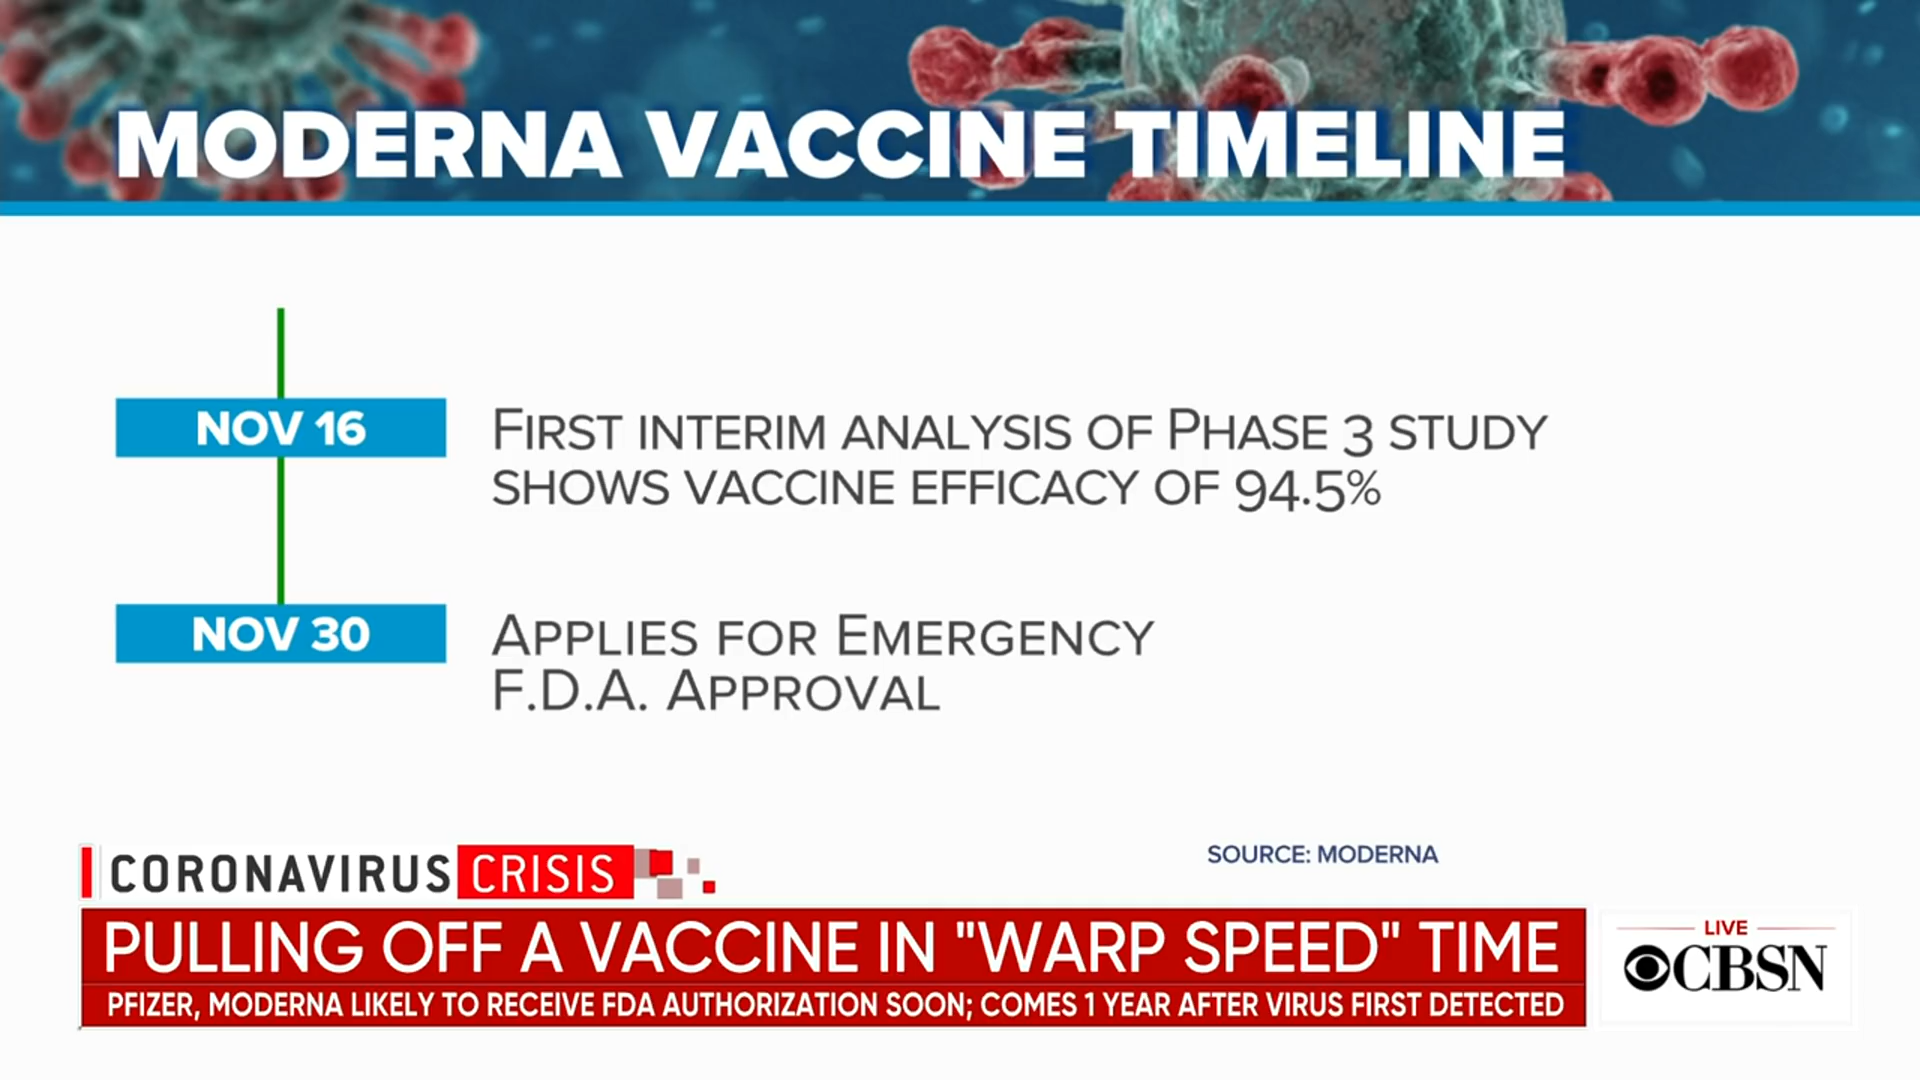 MODERNA VACCINE TIMELINE
NOV 16
FIRST INTERIM ANALYSIS OF PHASE 3 STUDY
SHOWS VACCINE EFFICACY OF 94.5%
NOV 30
APPLIES FOR EMERGENCY
F.D.A. APPROVAL
SOURCE: MODERNA
CORONAVIRUS CRISIS
PULLING OFF A VACCINE IN "WARP SPEED" TIME
PFIZER, MODERNA LIKELY TO RECEIVE FDA AUTHORIZATION SOON; COMES 1 YEAR AFTER VIRUS FIRST DETECTED
LIVE
CBSN